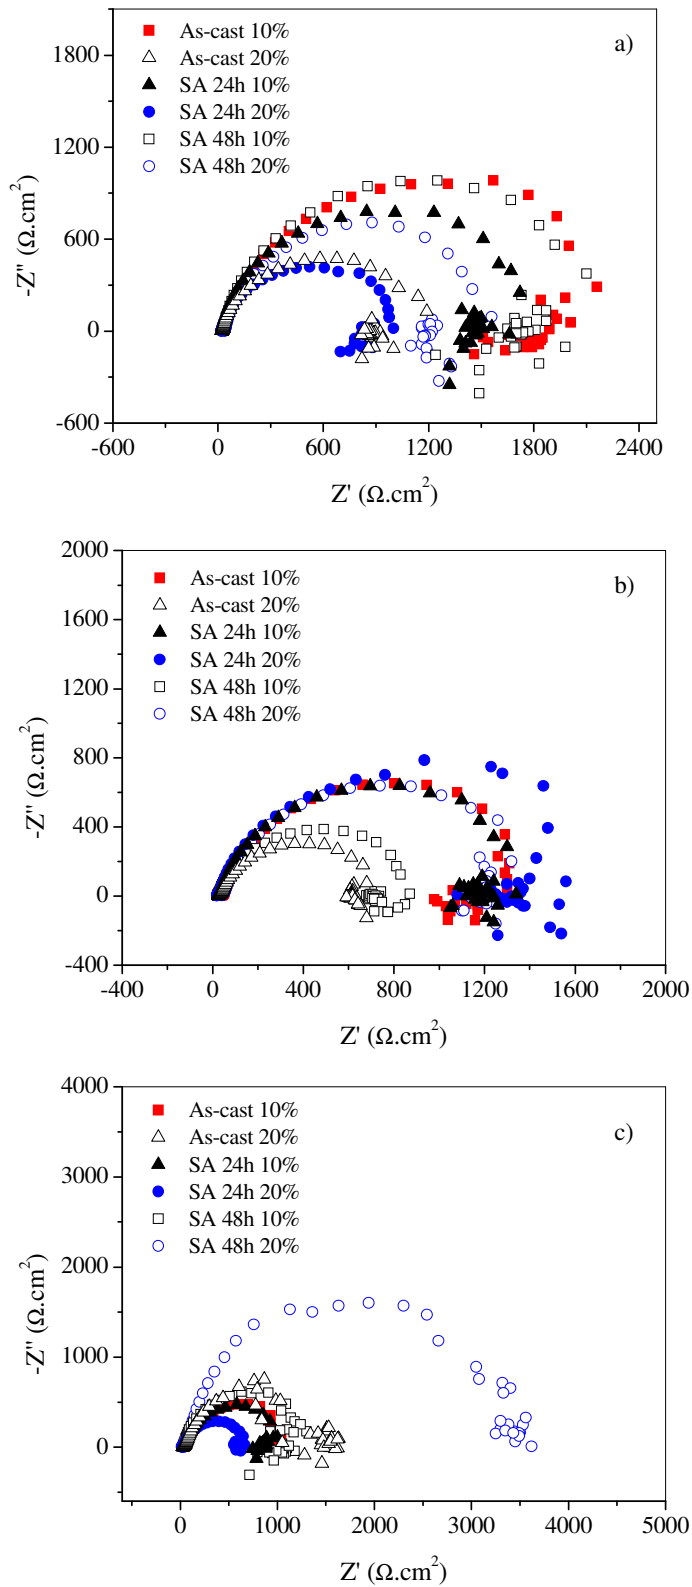 1800
1200
600
0
-600
-Z'' (Ω.cm²)
As-cast 10%
As-cast 20%
SA 24h 10%
SA 24h 20%
SA 48h 10%
SA 48h 20%
a)
-600 0 600 1200 1800 2400
Z' (Ω.cm²)
2000
1600
1200
800
400
0
-400
-Z'' (Ω.cm²)
As-cast 10%
As-cast 20%
SA 24h 10%
SA 24h 20%
SA 48h 10%
SA 48h 20%
b)
-400 0 400 800 1200 1600 2000
Z' (Ω.cm²)
4000
3000
2000
1000
0
-Z'' (Ω.cm²)
As-cast 10%
As-cast 20%
SA 24h 10%
SA 24h 20%
SA 48h 10%
SA 48h 20%
c)
0 1000 2000 3000 4000 5000
Z' (Ω.cm²)